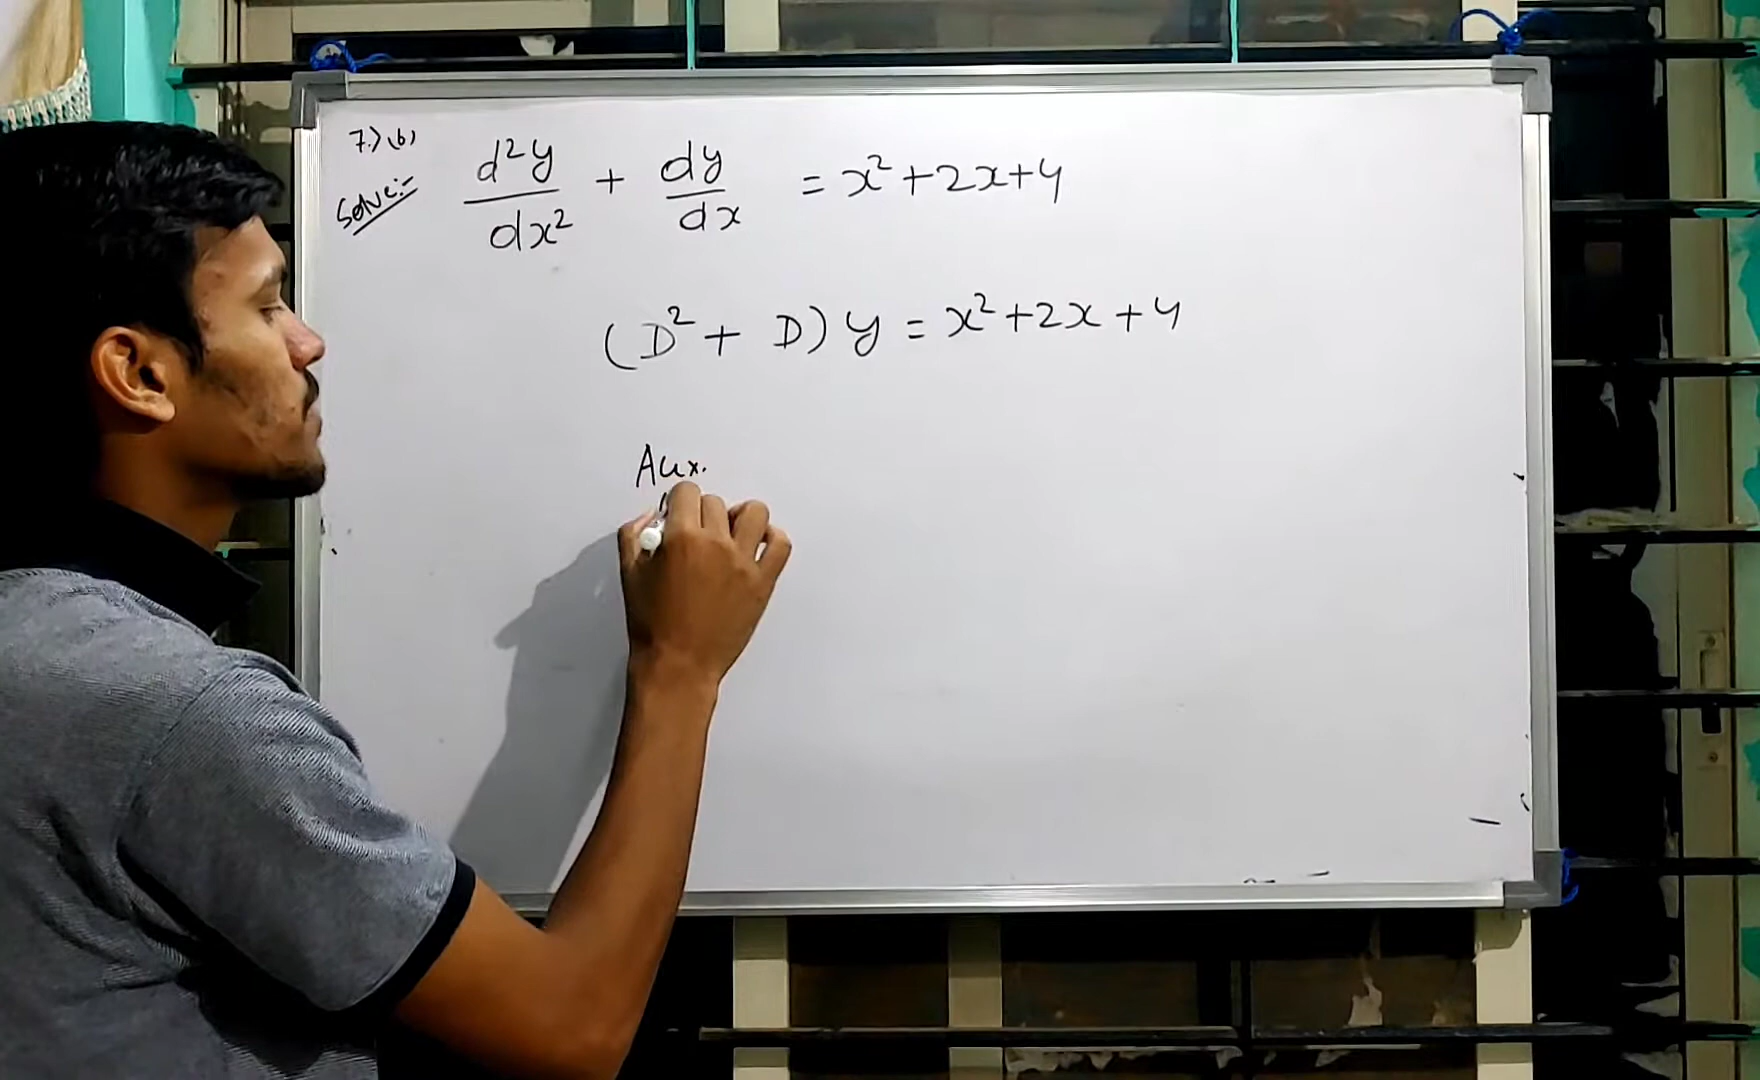 7.) (b)
Solve:- d²y/dx² + dy/dx = x²+2x+4
(D² + D) y = x²+2x+4
Aux.